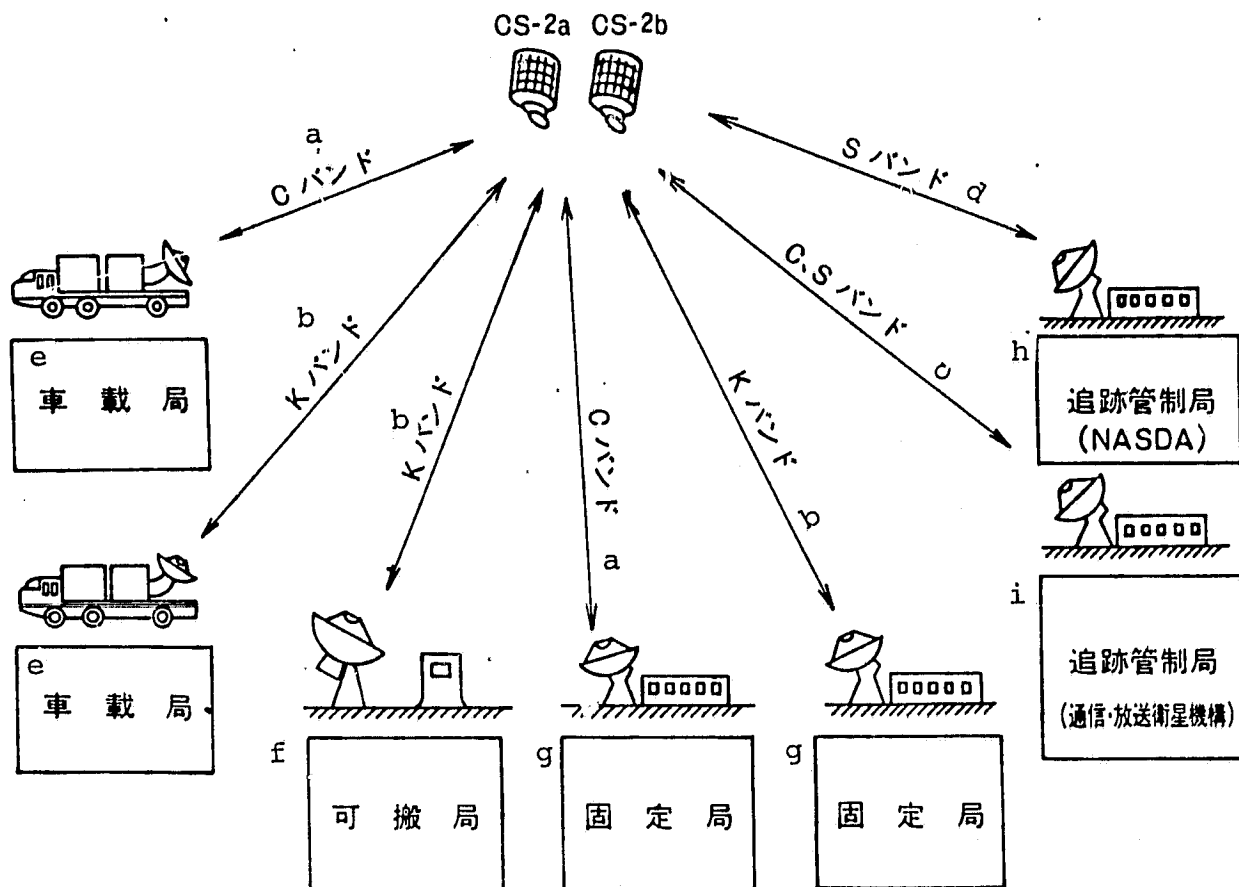 CS-2a CS-2b
a
Cバンド
Sバンド d
b
Kバンド
b
Kバンド
Cバンド
a
Kバンド
b
C、Sバンド c
e
車載局
h
追跡管制局
(NASDA)
e
車載局
i
追跡管制局
(通信・放送衛星機構)
f
可搬局
g
固定局
g
固定局